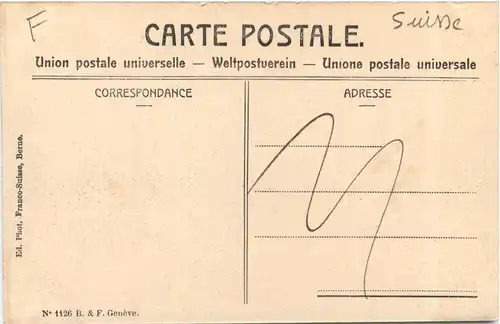 F
Suisse
CARTE POSTALE.
Union postale universelle — Weltpostverein — Unione postale universale
CORRESPONDANCE
ADRESSE
Ed. Phot. Franco-Suisse, Berne.
Nº 1126 B. & F. Genève.